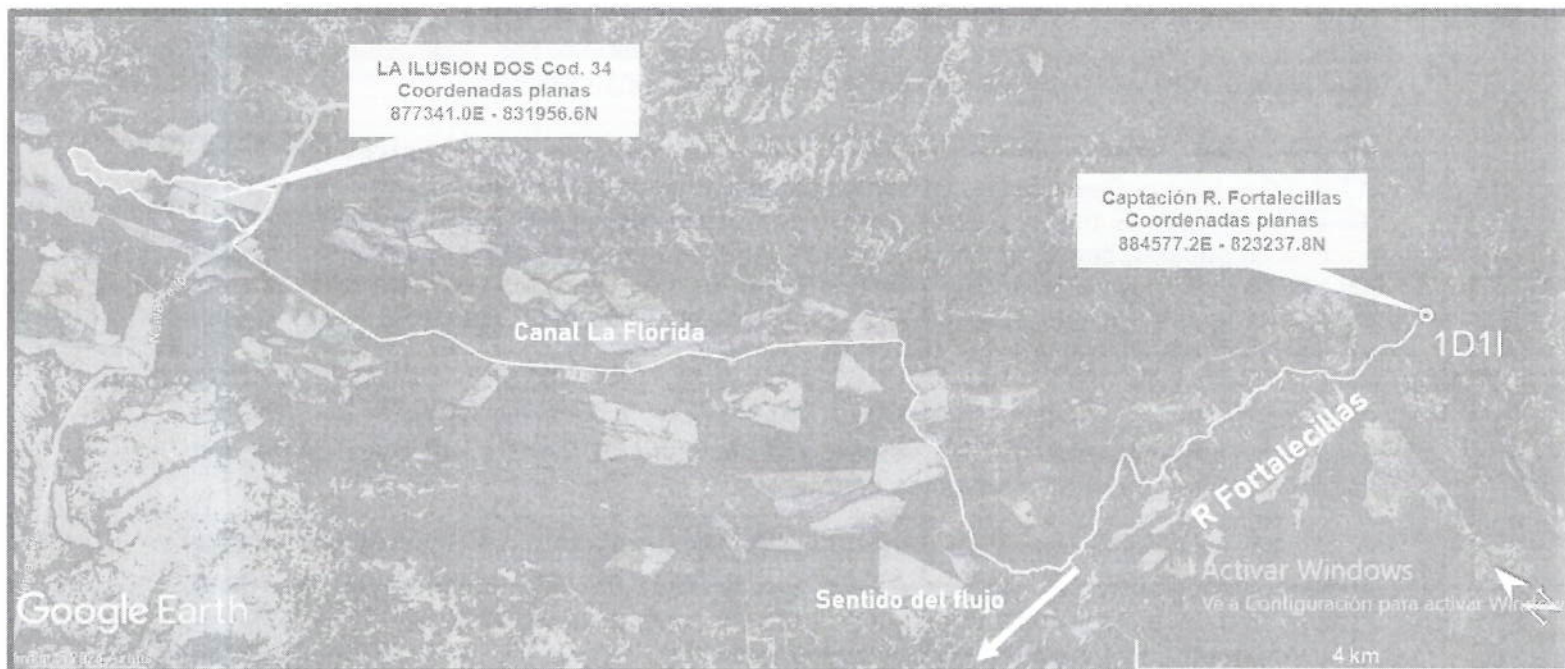 LA ILUSION DOS Cod. 34
Coordenadas planas
877341.0E - 831956.6N
Captación R. Fortalecillas
Coordenadas planas
884577.2E - 823237.8N
1D1I
Canal La Florida
R Fortalecillas
Sentido del flujo
Activar Windows
Ve a Configuración para activar Windows
Google Earth
N
4 km